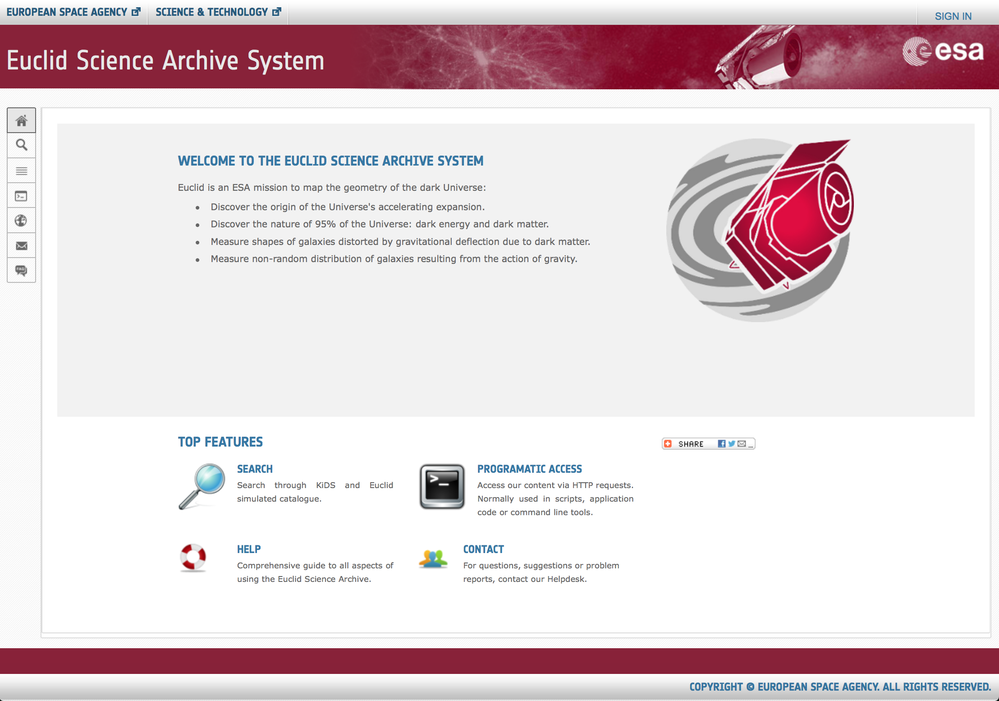 EUROPEAN SPACE AGENCY
SCIENCE & TECHNOLOGY
SIGN IN
Euclid Science Archive System
esa
WELCOME TO THE EUCLID SCIENCE ARCHIVE SYSTEM
Euclid is an ESA mission to map the geometry of the dark Universe:
• Discover the origin of the Universe's accelerating expansion.
• Discover the nature of 95% of the Universe: dark energy and dark matter.
• Measure shapes of galaxies distorted by gravitational deflection due to dark matter.
• Measure non-random distribution of galaxies resulting from the action of gravity.
FAQ
TOP FEATURES
SHARE
...
SEARCH
Search through KiDS and Euclid
simulated catalogue.
PROGRAMATIC ACCESS
Access our content via HTTP requests.
Normally used in scripts, application
code or command line tools.
HELP
Comprehensive guide to all aspects of
using the Euclid Science Archive.
CONTACT
For questions, suggestions or problem
reports, contact our Helpdesk.
COPYRIGHT © EUROPEAN SPACE AGENCY. ALL RIGHTS RESERVED.